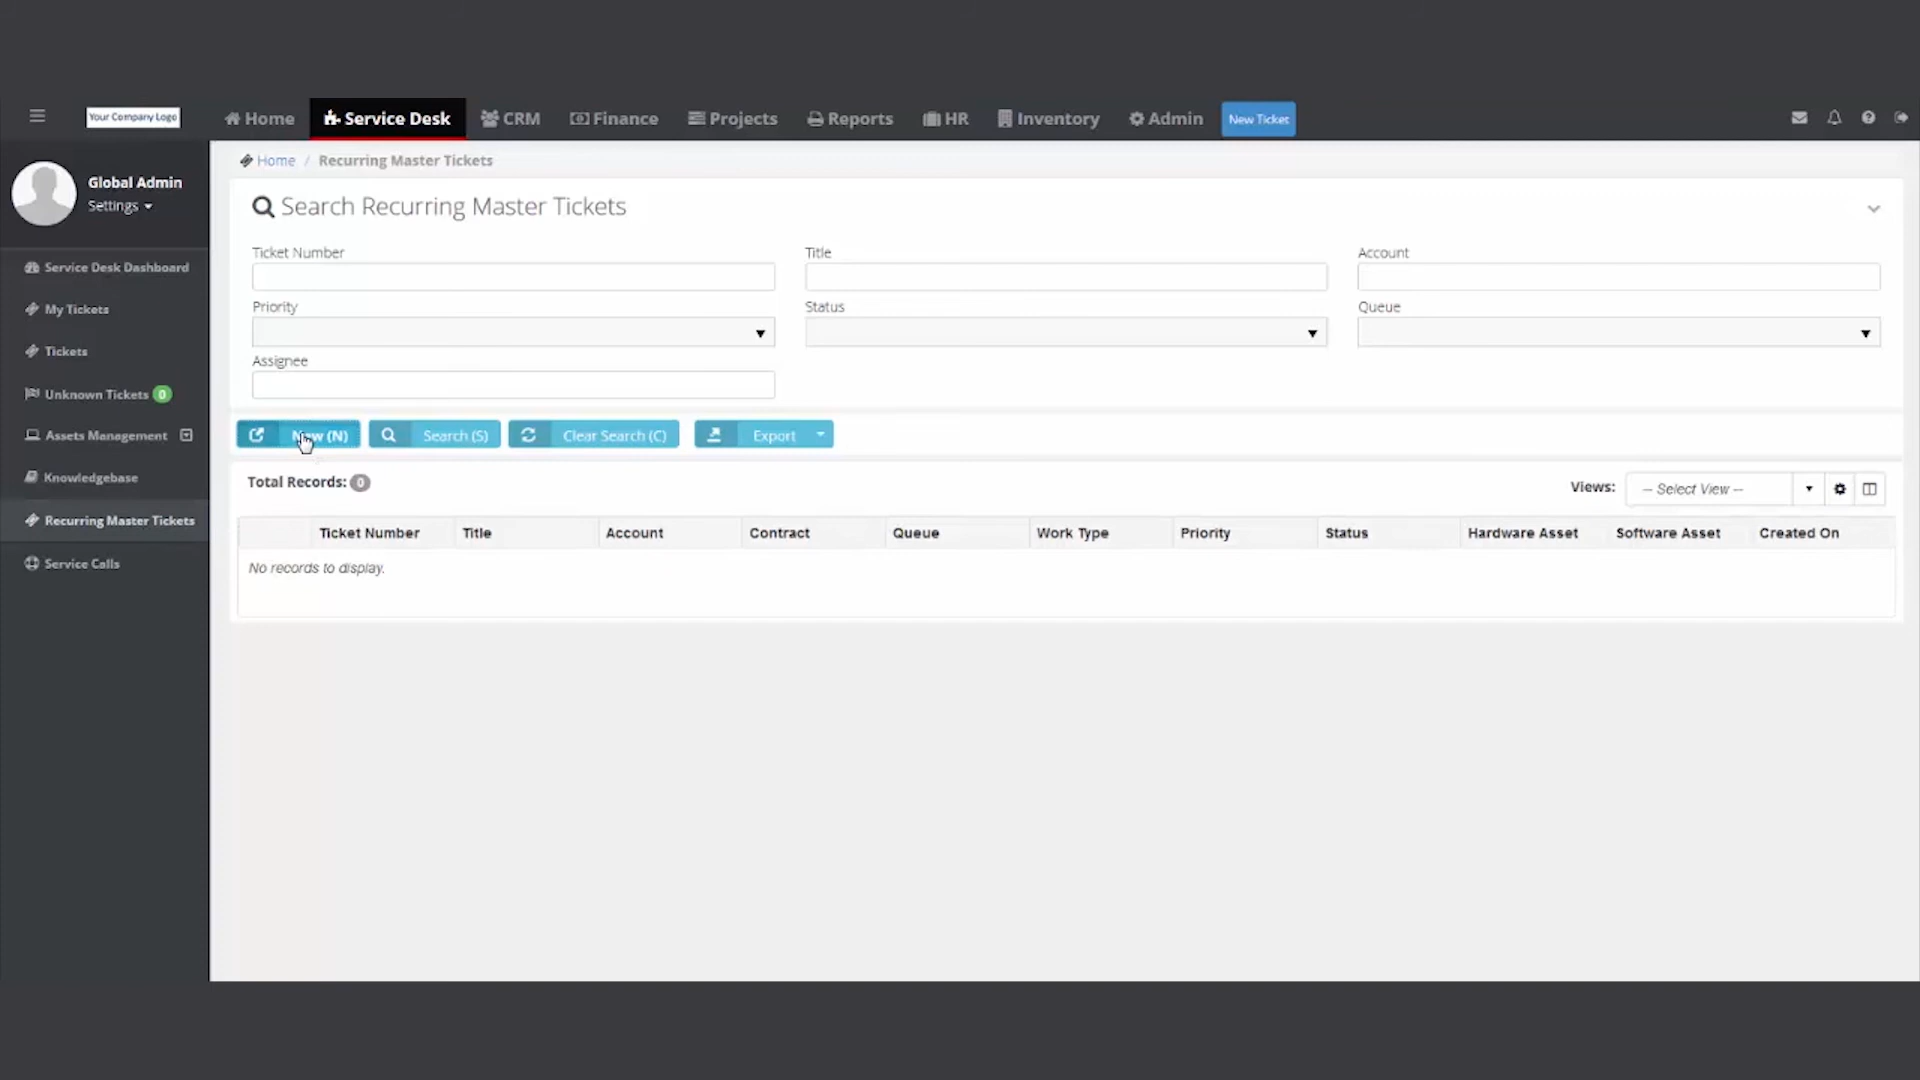 Your Company Logo
Home Service Desk CRM Finance Projects Reports HR Inventory Admin New Ticket
Global Admin
Settings
Service Desk Dashboard
My Tickets
Tickets
Unknown Tickets 0
Assets Management
Knowledgebase
Recurring Master Tickets
Service Calls
Home / Recurring Master Tickets
Search Recurring Master Tickets
Ticket Number Title Account
Priority Status Queue
Assignee
(N) Search (S) Clear Search (C) Export
Total Records: 0 Views: -- Select View --
Ticket Number Title Account Contract Queue Work Type Priority Status Hardware Asset Software Asset Created On
No records to display.